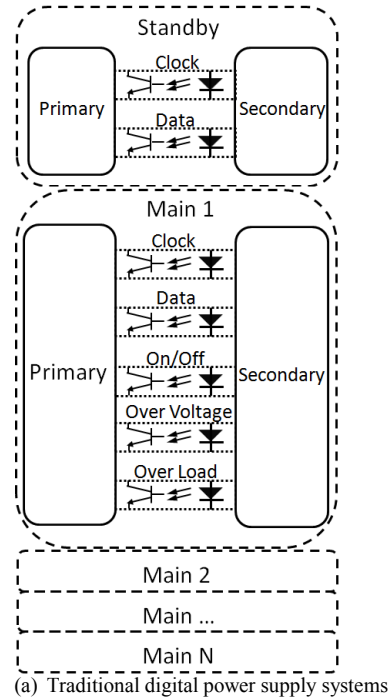 Standby
Clock
Primary
Secondary
Data
Main 1
Clock
Data
Primary
On/Off
Secondary
Over Voltage
Over Load
Main 2
Main ...
Main N
(a) Traditional digital power supply systems